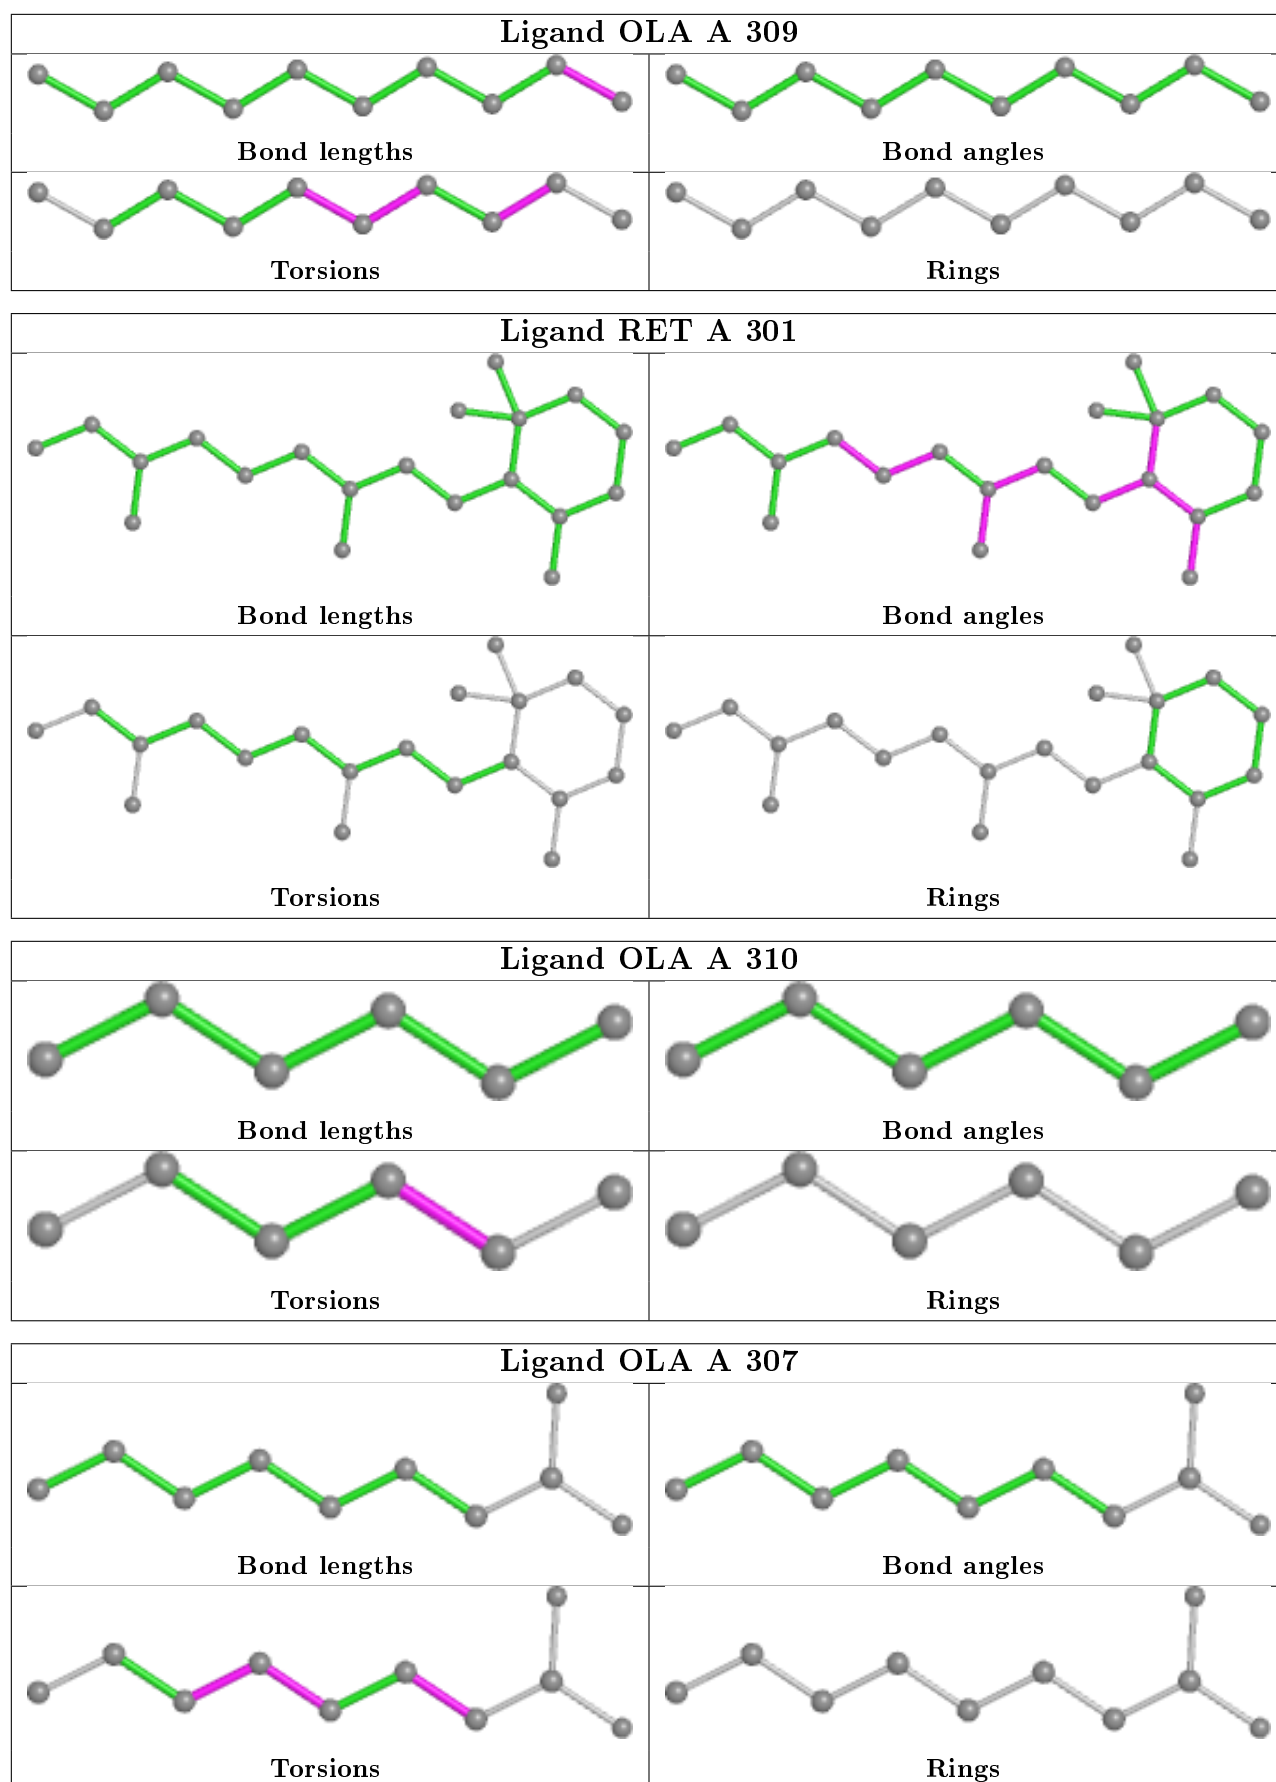 Ligand OLA A 309
Bond lengths
Bond angles
Torsions
Rings
Ligand RET A 301
Bond lengths
Bond angles
Torsions
Rings
Ligand OLA A 310
Bond lengths
Bond angles
Torsions
Rings
Ligand OLA A 307
Bond lengths
Bond angles
Torsions
Rings